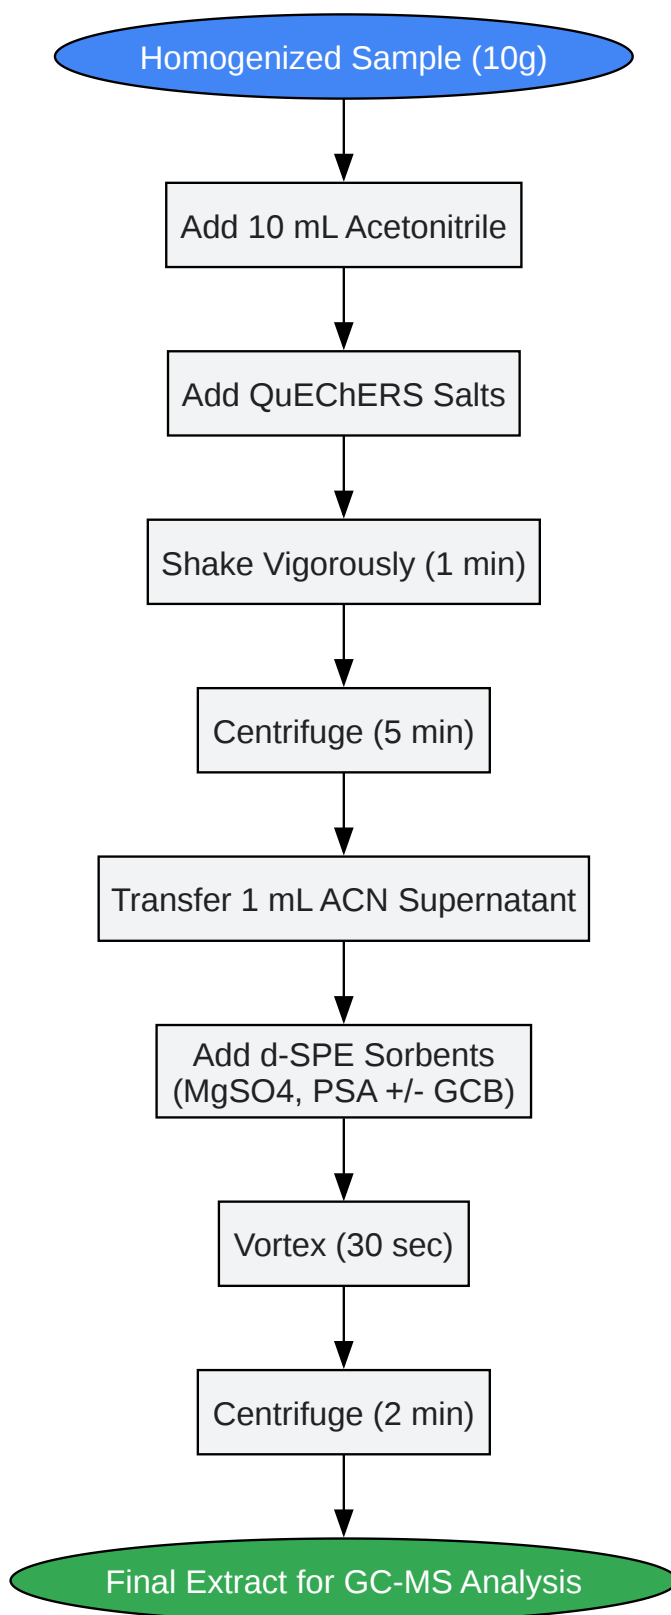 Homogenized Sample (10g)
Add 10 mL Acetonitrile
Add QuEChERS Salts
Shake Vigorously (1 min)
Centrifuge (5 min)
Transfer 1 mL ACN Supernatant
Add d-SPE Sorbents
(MgSO4, PSA +/- GCB)
Vortex (30 sec)
Centrifuge (2 min)
Final Extract for GC-MS Analysis